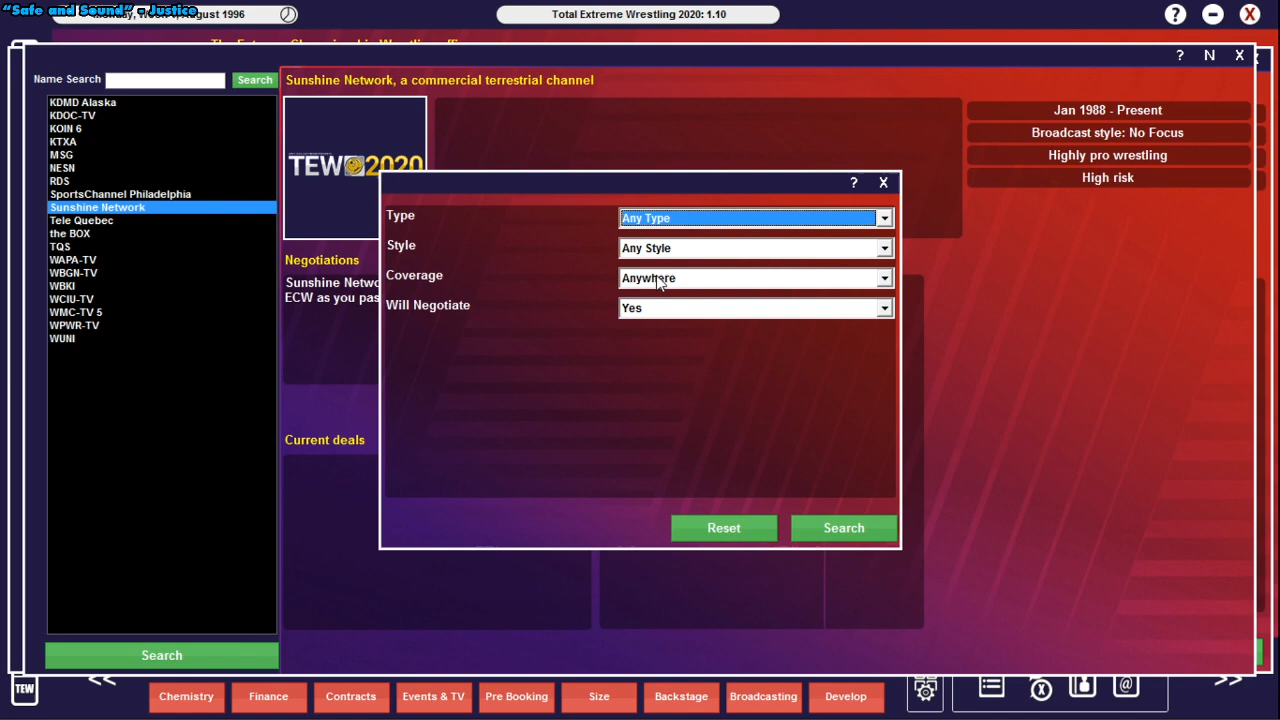 “Safe and Sound” - Justice
August 1996
Total Extreme Wrestling 2020: 1.10
?
X
? N X
Name Search
Search
Sunshine Network, a commercial terrestrial channel
KDMD Alaska
KDOC-TV
KOIN 6
KTXA
MSG
NESN
RDS
SportsChannel Philadelphia
Sunshine Network
Tele Quebec
the BOX
TQS
WAPA-TV
WBGN-TV
WBKI
WCIU-TV
WMC-TV 5
WPWR-TV
WUNI
Search
TEW 2020
Jan 1988 - Present
Broadcast style: No Focus
Highly pro wrestling
High risk
Negotiations
Sunshine
ECW as you
Current deals
? X
Type
Any Type
Style
Any Style
Coverage
Anywhere
Will Negotiate
Yes
Reset
Search
TEW
<<
Chemistry
Finance
Contracts
Events & TV
Pre Booking
Size
Backstage
Broadcasting
Develop
X
@
>>